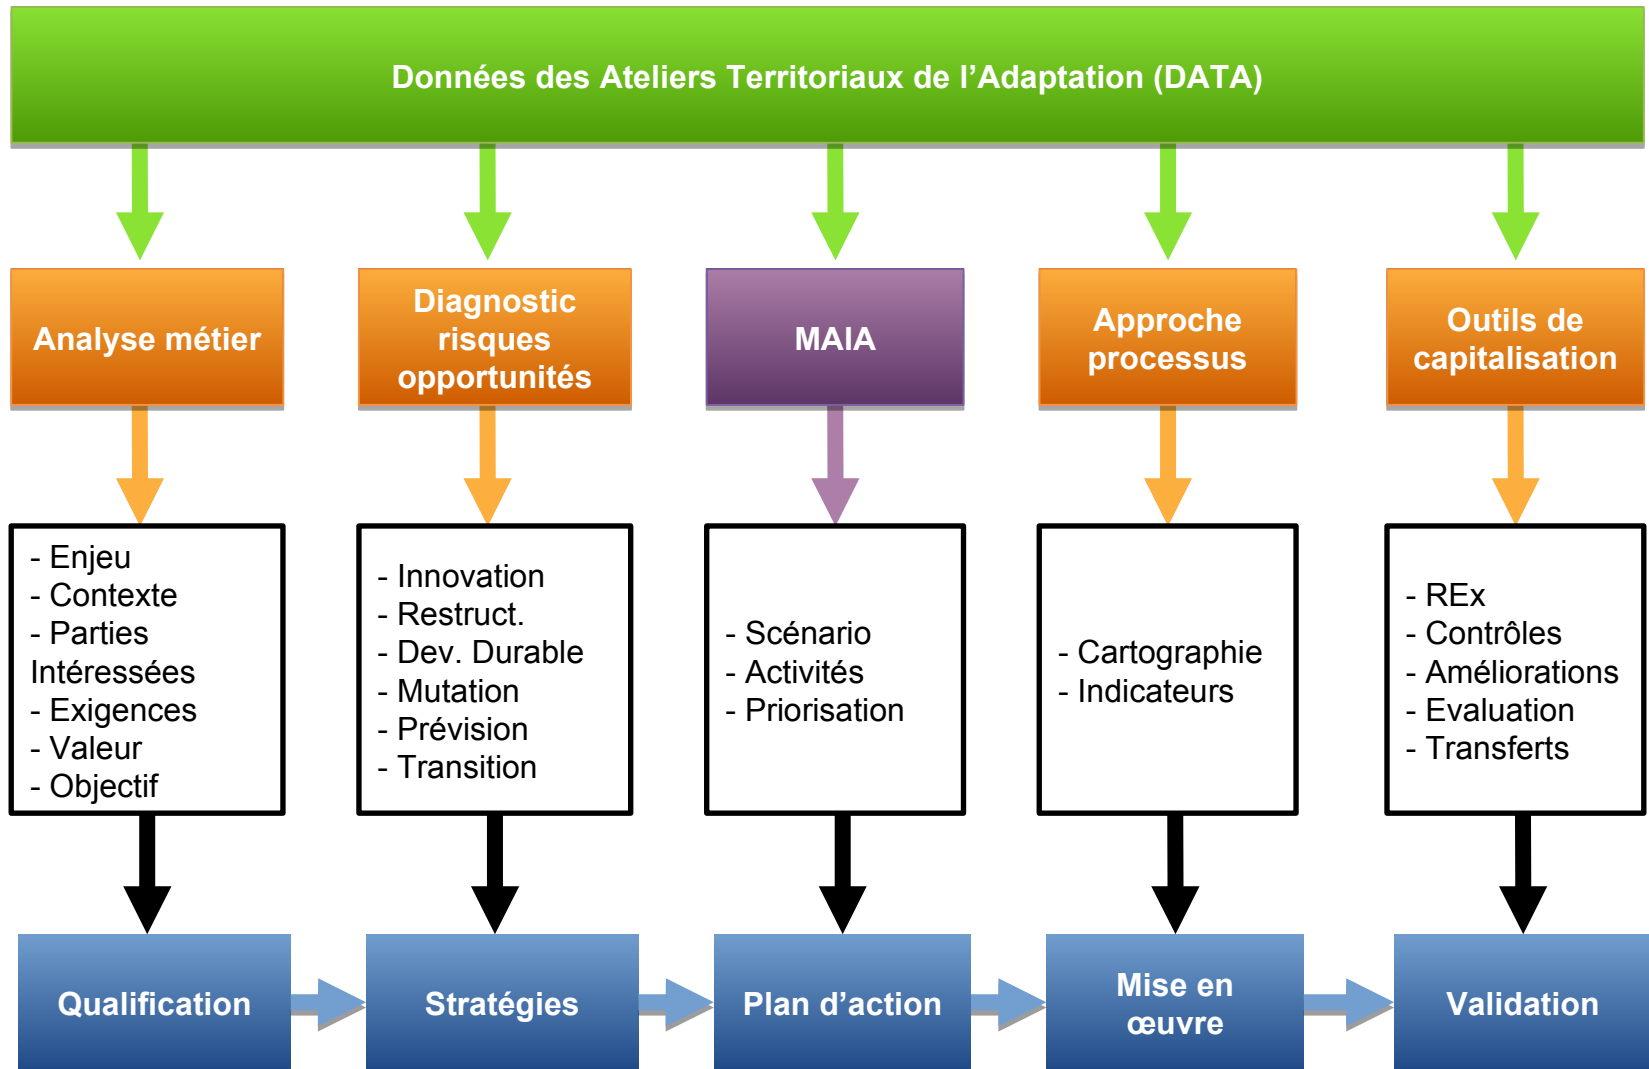 Données des Ateliers Territoriaux de l’Adaptation (DATA)
Analyse métier
Diagnostic
risques
opportunités
MAIA
Approche
processus
Outils de
capitalisation
- Enjeu
- Contexte
- Parties
Intéressées
- Exigences
- Valeur
- Objectif
- Innovation
- Restruct.
- Dev. Durable
- Mutation
- Prévision
- Transition
- Scénario
- Activités
- Priorisation
- Cartographie
- Indicateurs
- REx
- Contrôles
- Améliorations
- Evaluation
- Transferts
Qualification
Stratégies
Plan d’action
Mise en
œuvre
Validation